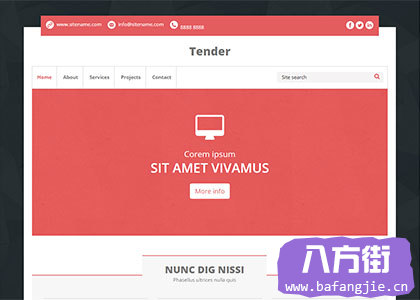 www.sitename.com info@sitename.com 8888 8888
Tender
Home About Services Projects Contact Site search
Corem ipsum
SIT AMET VIVAMUS
More info
NUNC DIG NISSI
Phasellus ultrices nulla quis
八方街
www.bafangjie.cn